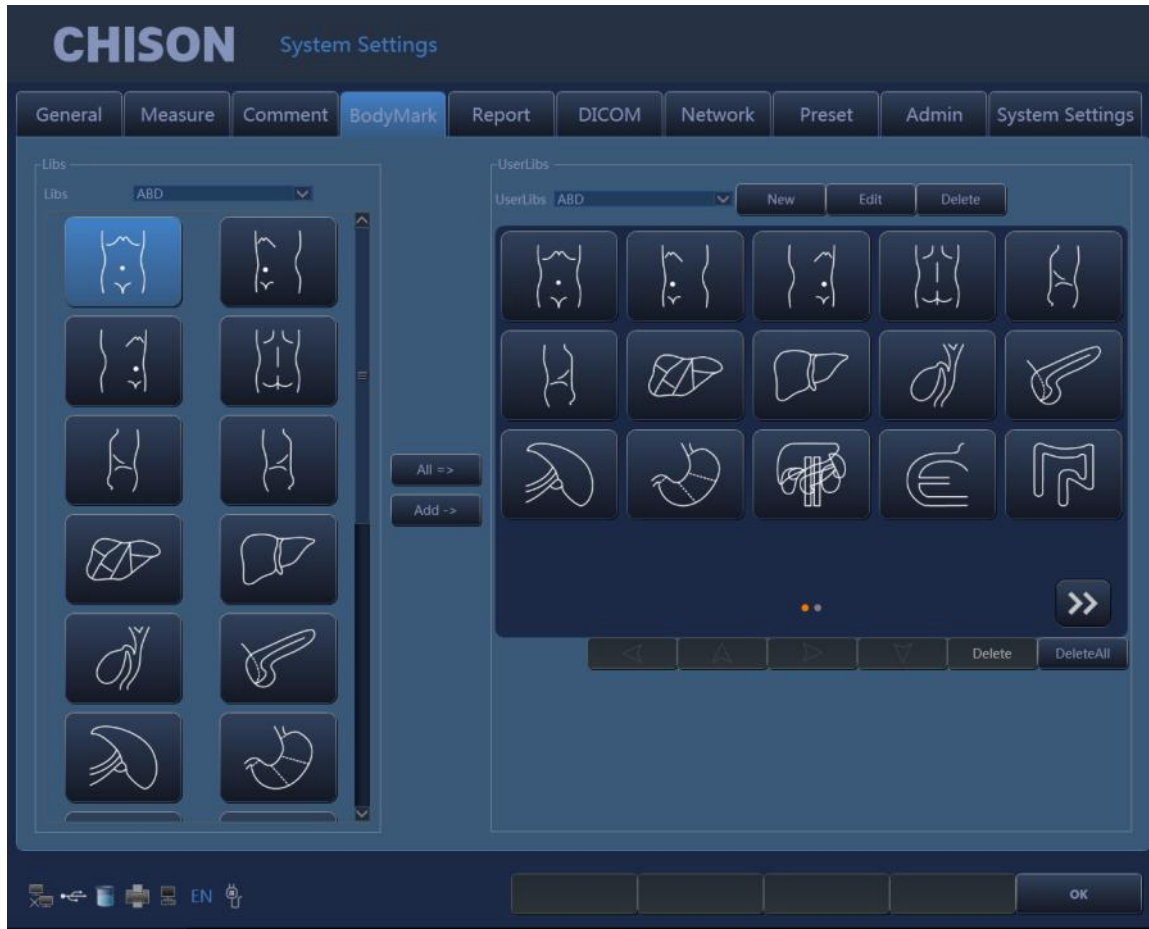 CHISON System Settings
General Measure Comment BodyMark Report DICOM Network Preset Admin System Settings
Libs
Libs ABD
All =>
Add ->
UserLibs
UserLibs ABD New Edit Delete
Delete DeleteAll
EN
OK